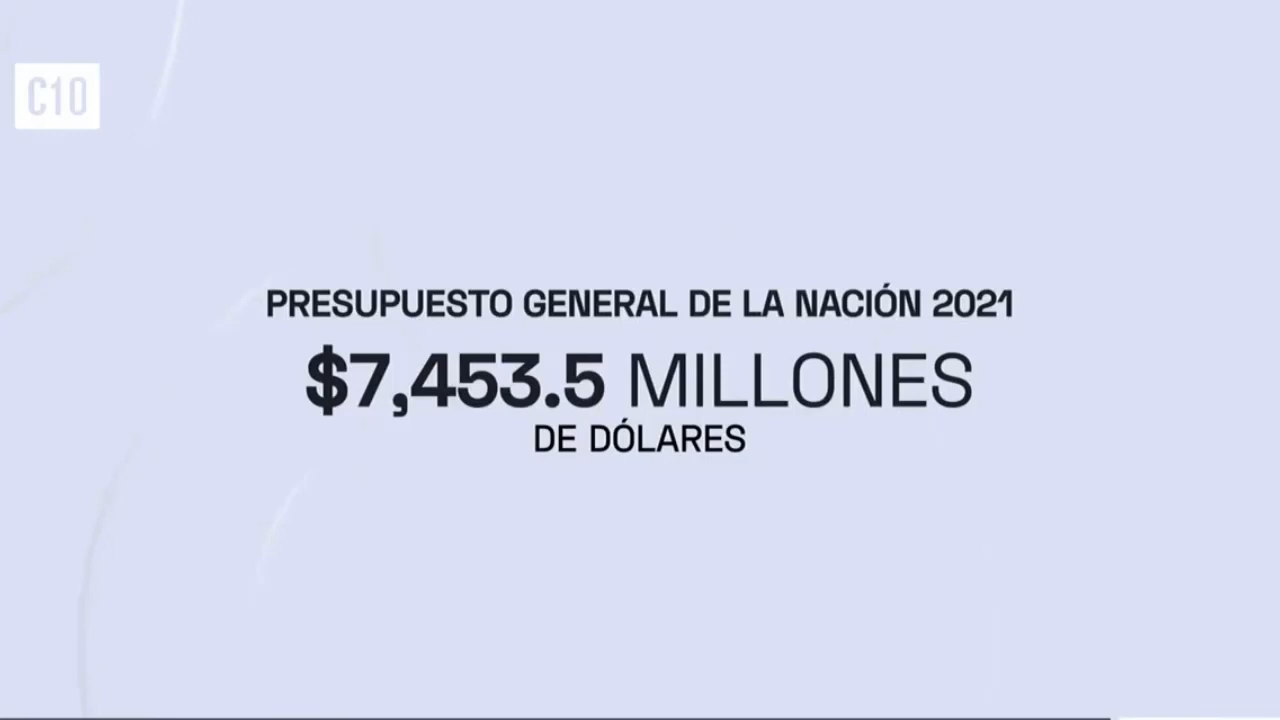 C10
PRESUPUESTO GENERAL DE LA NACIÓN 2021
$7,453.5 MILLONES
DE DÓLARES